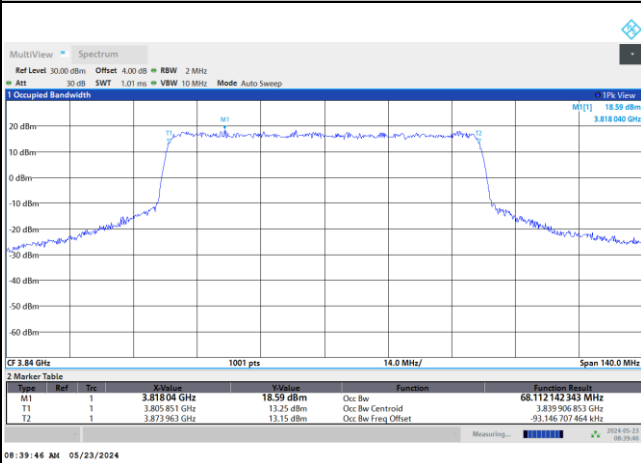 MultiView Spectrum
Ref Level 30.00 dBm Offset 4.00 dB RBW 2 MHz
Att 30 dB SWT 1.01 ms VBW 10 MHz Mode Auto Sweep
1 Occupied Bandwidth 1Pk View
M1[1] 18.59 dBm
3.818 040 GHz
M1
20 dBm
T1 T2
10 dBm
0 dBm
-10 dBm
-20 dBm
-30 dBm
-40 dBm
-50 dBm
-60 dBm
CF 3.84 GHz 1001 pts 14.0 MHz/ Span 140.0 MHz
2 Marker Table
Type Ref Trc X-Value Y-Value Function Function Result
M1 1 3.818 04 GHz 18.59 dBm Occ Bw 68.112 142 343 MHz
T1 1 3.805 851 GHz 13.25 dBm Occ Bw Centroid 3.839 906 853 GHz
T2 1 3.873 963 GHz 13.15 dBm Occ Bw Freq Offset -93.146 707 464 kHz
Measuring... 2024-05-23
08:39:46
08:39:46 AM 05/23/2024